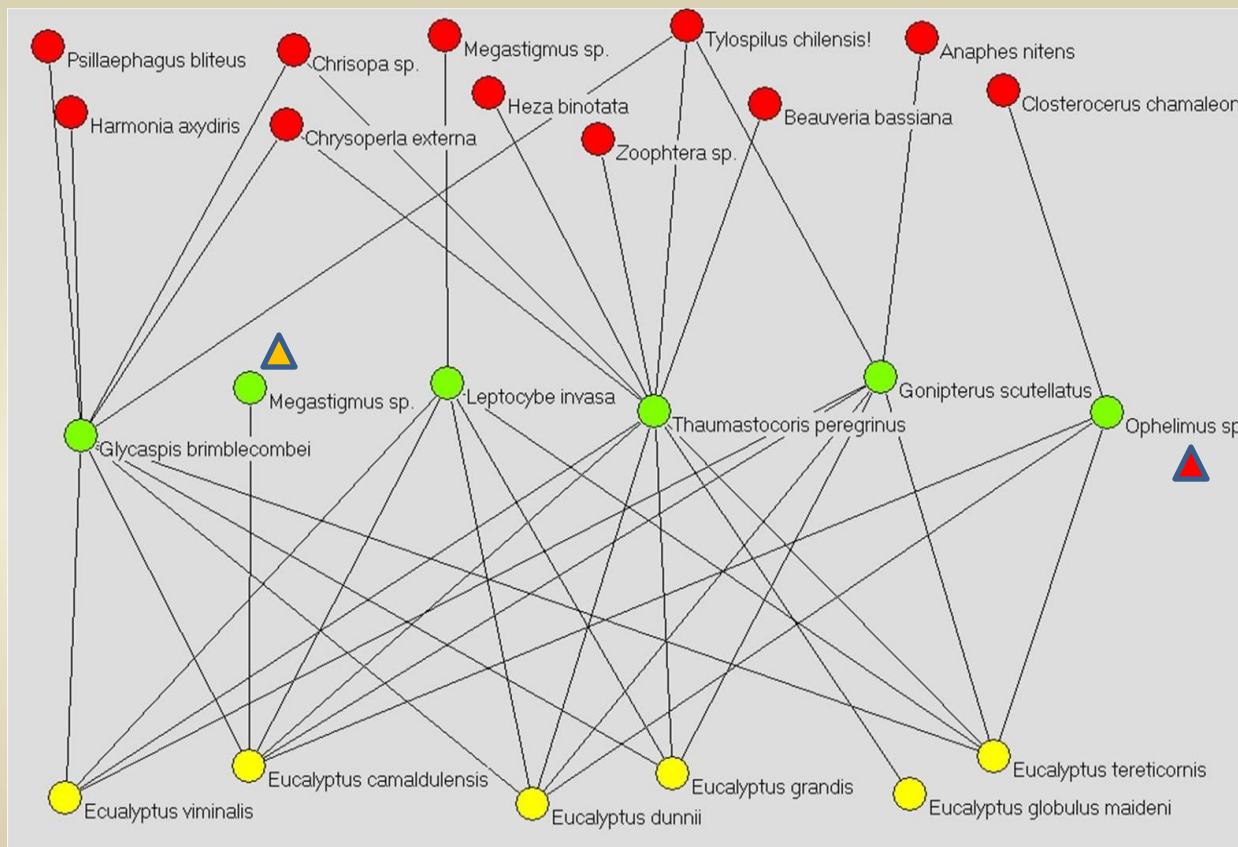 Psillaephagus bliteus
Chrisopa sp.
Megastigmus sp.
Tylospilus chilensis!
Anaphes nitens
Harmonia axydiris
Chrysoperla externa
Heza binotata
Zoophtera sp.
Beauveria bassiana
Closterocerus chamaleon
Glycaspis brimblecombei
Megastigmus sp.
Leptocybe invasa
Thaumastocoris peregrinus
Gonipterus scutellatus
Ophelimus sp
Ecualyptus viminalis
Eucalyptus camaldulensis
Eucalyptus dunnii
Eucalyptus grandis
Eucalyptus globulus maideni
Eucalyptus tereticornis